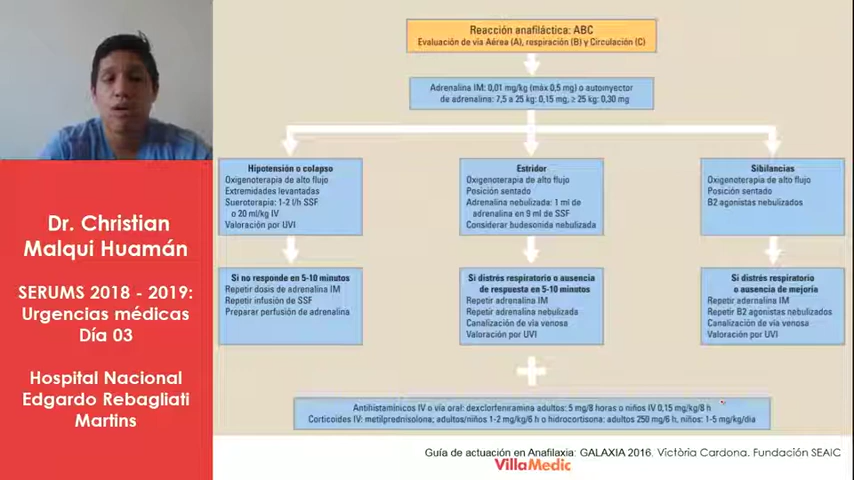 Dr. Christian
Malqui Huamán
SERUMS 2018 - 2019:
Urgencias médicas
Día 03
Hospital Nacional
Edgardo Rebagliati
Martins
Reacción anafiláctica: ABC
Evaluación de vía Aérea (A), respiración (B) y Circulación (C)
Adrenalina IM: 0,01 mg/kg (máx 0,5 mg) o autoinyector
de adrenalina: 7,5 a 25 kg: 0,15 mg, ≥ 25 kg: 0,30 mg
Hipotensión o colapso
Oxigenoterapia de alto flujo
Extremidades levantadas
Sueroterapia: 1-2 l/h SSF
o 20 ml/kg IV
Valoración por UVI
Estridor
Oxigenoterapia de alto flujo
Posición sentado
Adrenalina nebulizada: 1 ml de
adrenalina en 9 ml de SSF
Considerar budesonida nebulizada
Sibilancias
Oxigenoterapia de alto flujo
Posición sentado
B2 agonistas nebulizados
Si no responde en 5-10 minutos
Repetir dosis de adrenalina IM
Repetir infusión de SSF
Preparar perfusión de adrenalina
Si distrés respiratorio o ausencia
de respuesta en 5-10 minutos
Repetir adrenalina IM
Repetir adrenalina nebulizada
Canalización de vía venosa
Valoración por UVI
Si distrés respiratorio
o ausencia de mejoría
Repetir adernalina IM
Repetir B2 agonistas nebulizados
Canalización de vía venosa
Valoración por UVI
+
Antihistamínicos IV o vía oral: dexclorfeniramina adultos: 5 mg/8 horas o niños IV 0,15 mg/kg/8 h
Corticoides IV: metilprednisolona; adultos/niños 1-2 mg/kg/6 h o hidrocortisona: adultos 250 mg/6 h, niños: 1-5 mg/kg/día
Guía de actuación en Anafilaxia: GALAXIA 2016. Victòria Cardona. Fundación SEAIC
VillaMedic